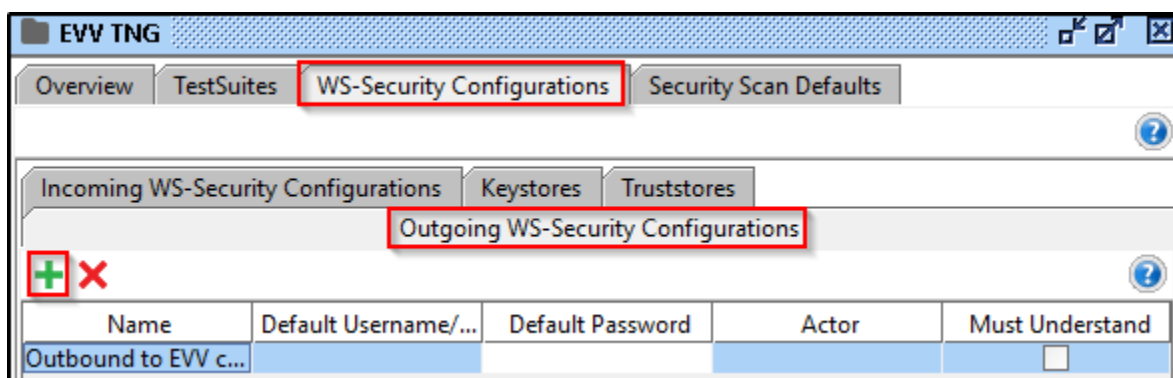 EVV TNG
Overview TestSuites WS-Security Configurations Security Scan Defaults
Incoming WS-Security Configurations Keystores Truststores
Outgoing WS-Security Configurations
Name Default Username/... Default Password Actor Must Understand
Outbound to EVV c...